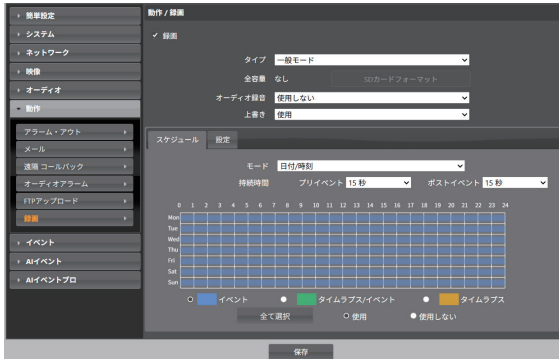 簡単設定
システム
ネットワーク
映像
オーディオ
動作
アラーム・アウト
メール
遠隔 コールバック
オーディオアラーム
FTPアップロード
録画
イベント
AIイベント
AIイベントプロ
動作 / 録画
録画
タイプ 一般モード
全容量 なし SDカードフォーマット
オーディオ録音 使用しない
上書き 使用
スケジュール 設定
モード 日付/時刻
持続時間 プリイベント 15 秒 ポストイベント 15 秒
0 1 2 3 4 5 6 7 8 9 10 11 12 13 14 15 16 17 18 19 20 21 22 23 24
Mon
Tue
Wed
Thu
Fri
Sat
Sun
イベント タイムラプス/イベント タイムラプス
全て選択 使用 使用しない
保存